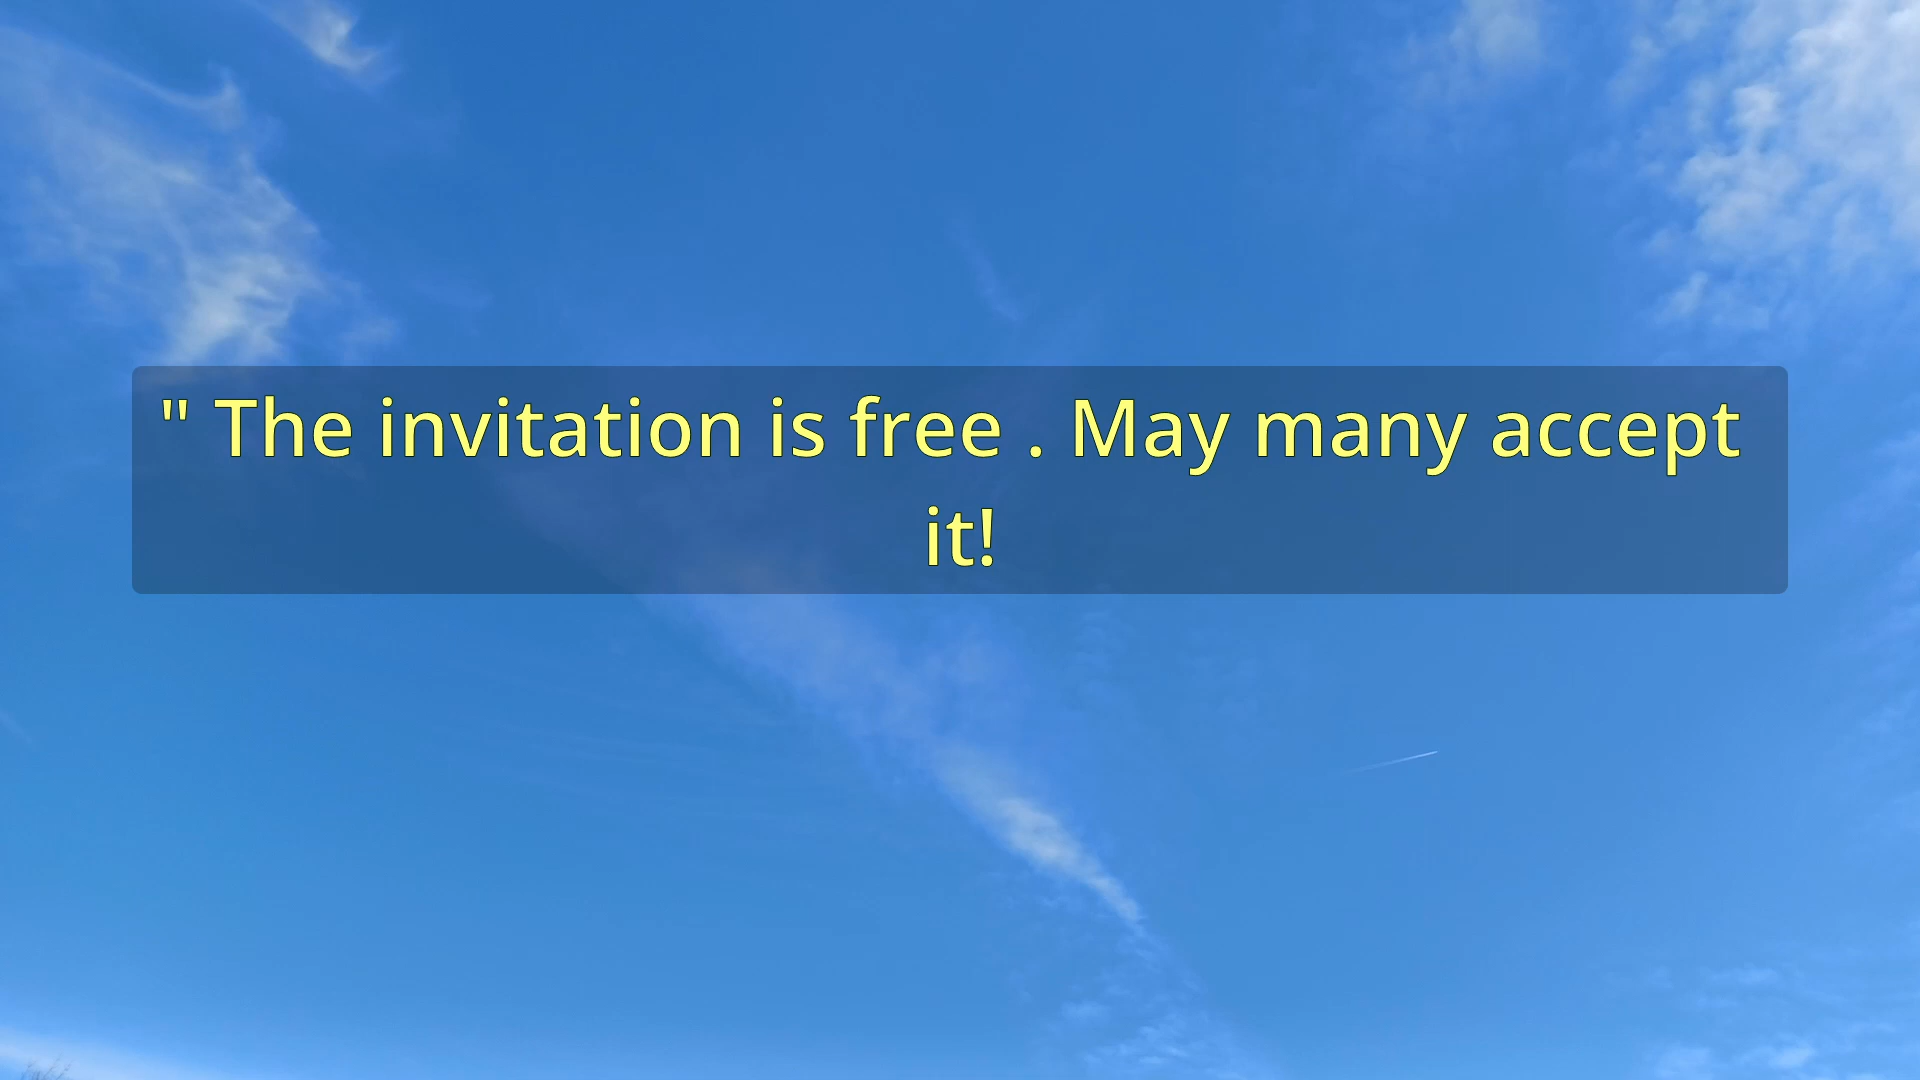 " The invitation is free . May many accept
it!